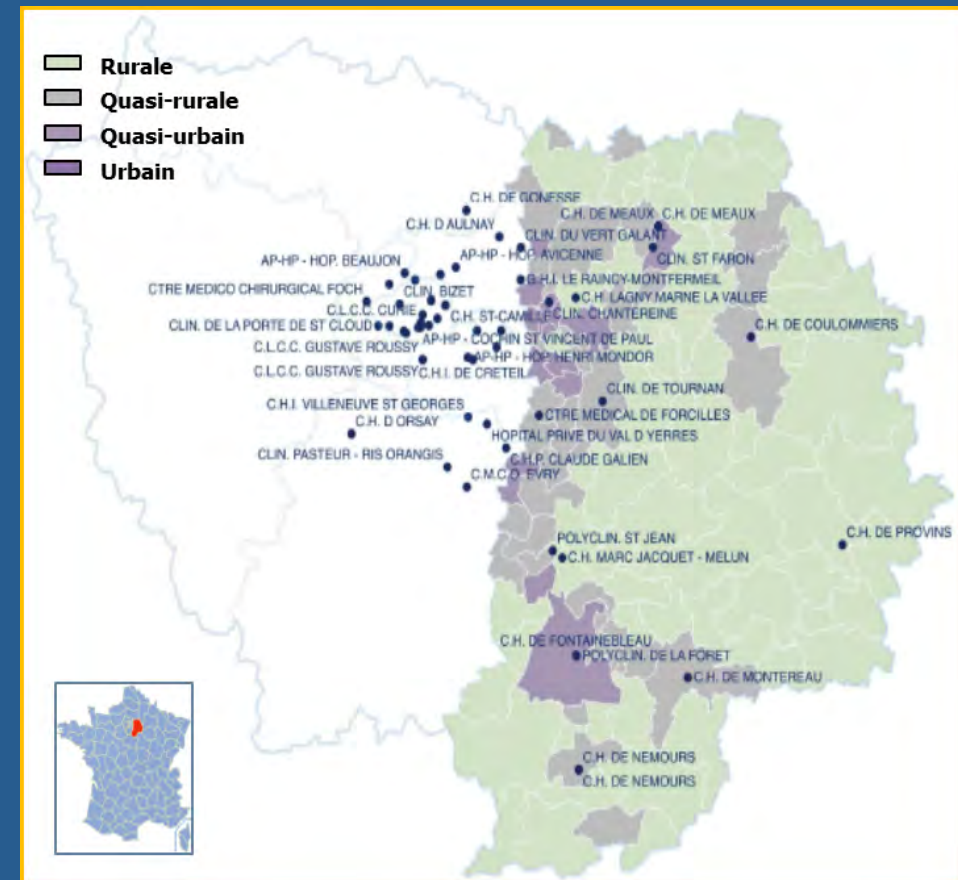 Rurale
Quasi-rurale
Quasi-urbain
Urbain
C.H. DE GONESSE
C.H. D AULNAY
C.H. DE MEAUX
C.H. DE MEAUX
CLIN. DU VERT GALANT
AP-HP - HOP. BEAUJON
AP-HP - HOP. AVICENNE
CLIN. ST FARON
G.H.I. LE RAINCY-MONTFERMEIL
CTRE MEDICO CHIRURGICAL FOCH
CLIN. BIZET
C.H. LAGNY MARNE LA VALLEE
C.L.C.C. CURIE
C.H. ST-CAMILLE
CLIN. CHANTEREINE
CLIN. DE LA PORTE DE ST CLOUD
C.H. DE COULOMMIERS
AP-HP - COCHIN ST VINCENT DE PAUL
C.L.C.C. GUSTAVE ROUSSY
AP-HP - HOP. HENRI MONDOR
C.L.C.C. GUSTAVE ROUSSY
C.H.I. DE CRETEIL
CLIN. DE TOURNAN
C.H.I. VILLENEUVE ST GEORGES
CTRE MEDICAL DE FORCILLES
C.H. D ORSAY
HOPITAL PRIVE DU VAL D YERRES
CLIN. PASTEUR - RIS ORANGIS
C.H.P. CLAUDE GALIEN
C.M.C.O. EVRY
C.H. DE PROVINS
POLYCLIN. ST JEAN
C.H. MARC JACQUET - MELUN
C.H. DE FONTAINEBLEAU
POLYCLIN. DE LA FORET
C.H. DE MONTEREAU
C.H. DE NEMOURS
C.H. DE NEMOURS